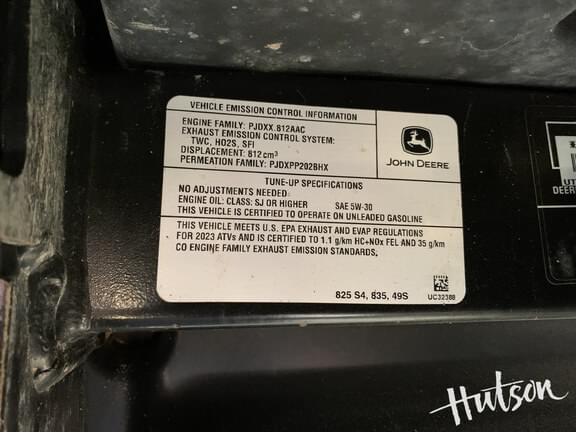 VEHICLE EMISSION CONTROL INFORMATION
ENGINE FAMILY: PJDXX.812AAC
EXHAUST EMISSION CONTROL SYSTEM:
TWC, HO2S, SFI
DISPLACEMENT: 812 cm³
PERMEATION FAMILY: PJDXPP202BHX
JOHN DEERE
TUNE-UP SPECIFICATIONS
NO ADJUSTMENTS NEEDED
ENGINE OIL: CLASS: SJ OR HIGHER SAE 5W-30
THIS VEHICLE IS CERTIFIED TO OPERATE ON UNLEADED GASOLINE
THIS VEHICLE MEETS U.S. EPA EXHAUST AND EVAP REGULATIONS
FOR 2023 ATVs AND IS CERTIFIED TO 1.1 g/km HC+NOx FEL AND 35 g/km
CO ENGINE FAMILY EXHAUST EMISSION STANDARDS.
825 S4, 835, 49S
UC32388
Hutson